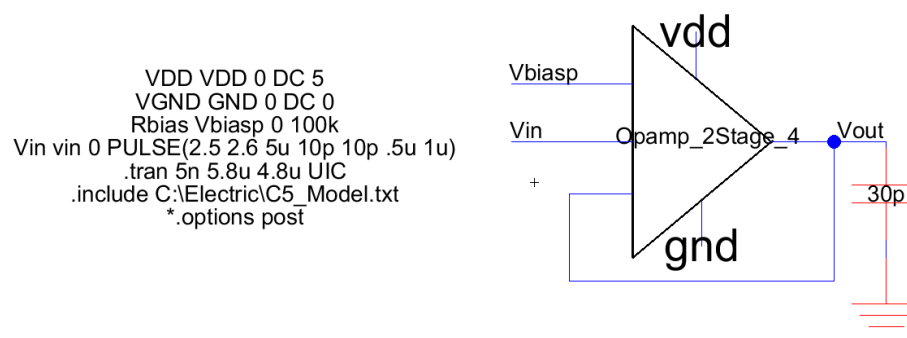 VDD VDD 0 DC 5
VGND GND 0 DC 0
Rbias Vbiasp 0 100k
Vin vin 0 PULSE(2.5 2.6 5u 10p 10p .5u 1u)
.tran 5n 5.8u 4.8u UIC
.include C:\Electric\C5_Model.txt
*.options post
vdd
Vbiasp
Vin
Opamp_2Stage_4
Vout
30p
gnd